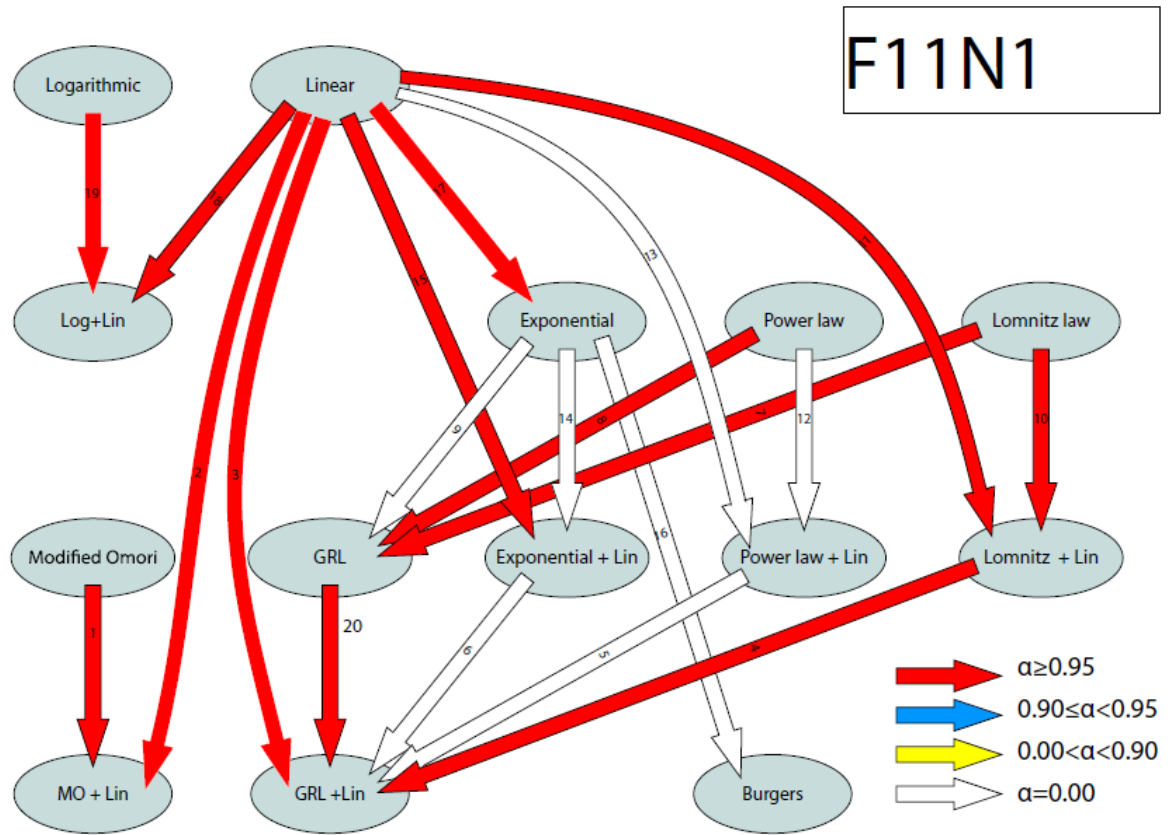 F11N1
Logarithmic
Linear
19
18
17
11
13
15
Log+Lin
Exponential
Power law
Lomnitz law
9
14
8
7
12
10
2
3
16
Modified Omori
GRL
Exponential + Lin
Power law + Lin
Lomnitz + Lin
1
20
6
5
4
α≥0.95
0.90≤α<0.95
0.00<α<0.90
α=0.00
MO + Lin
GRL +Lin
Burgers